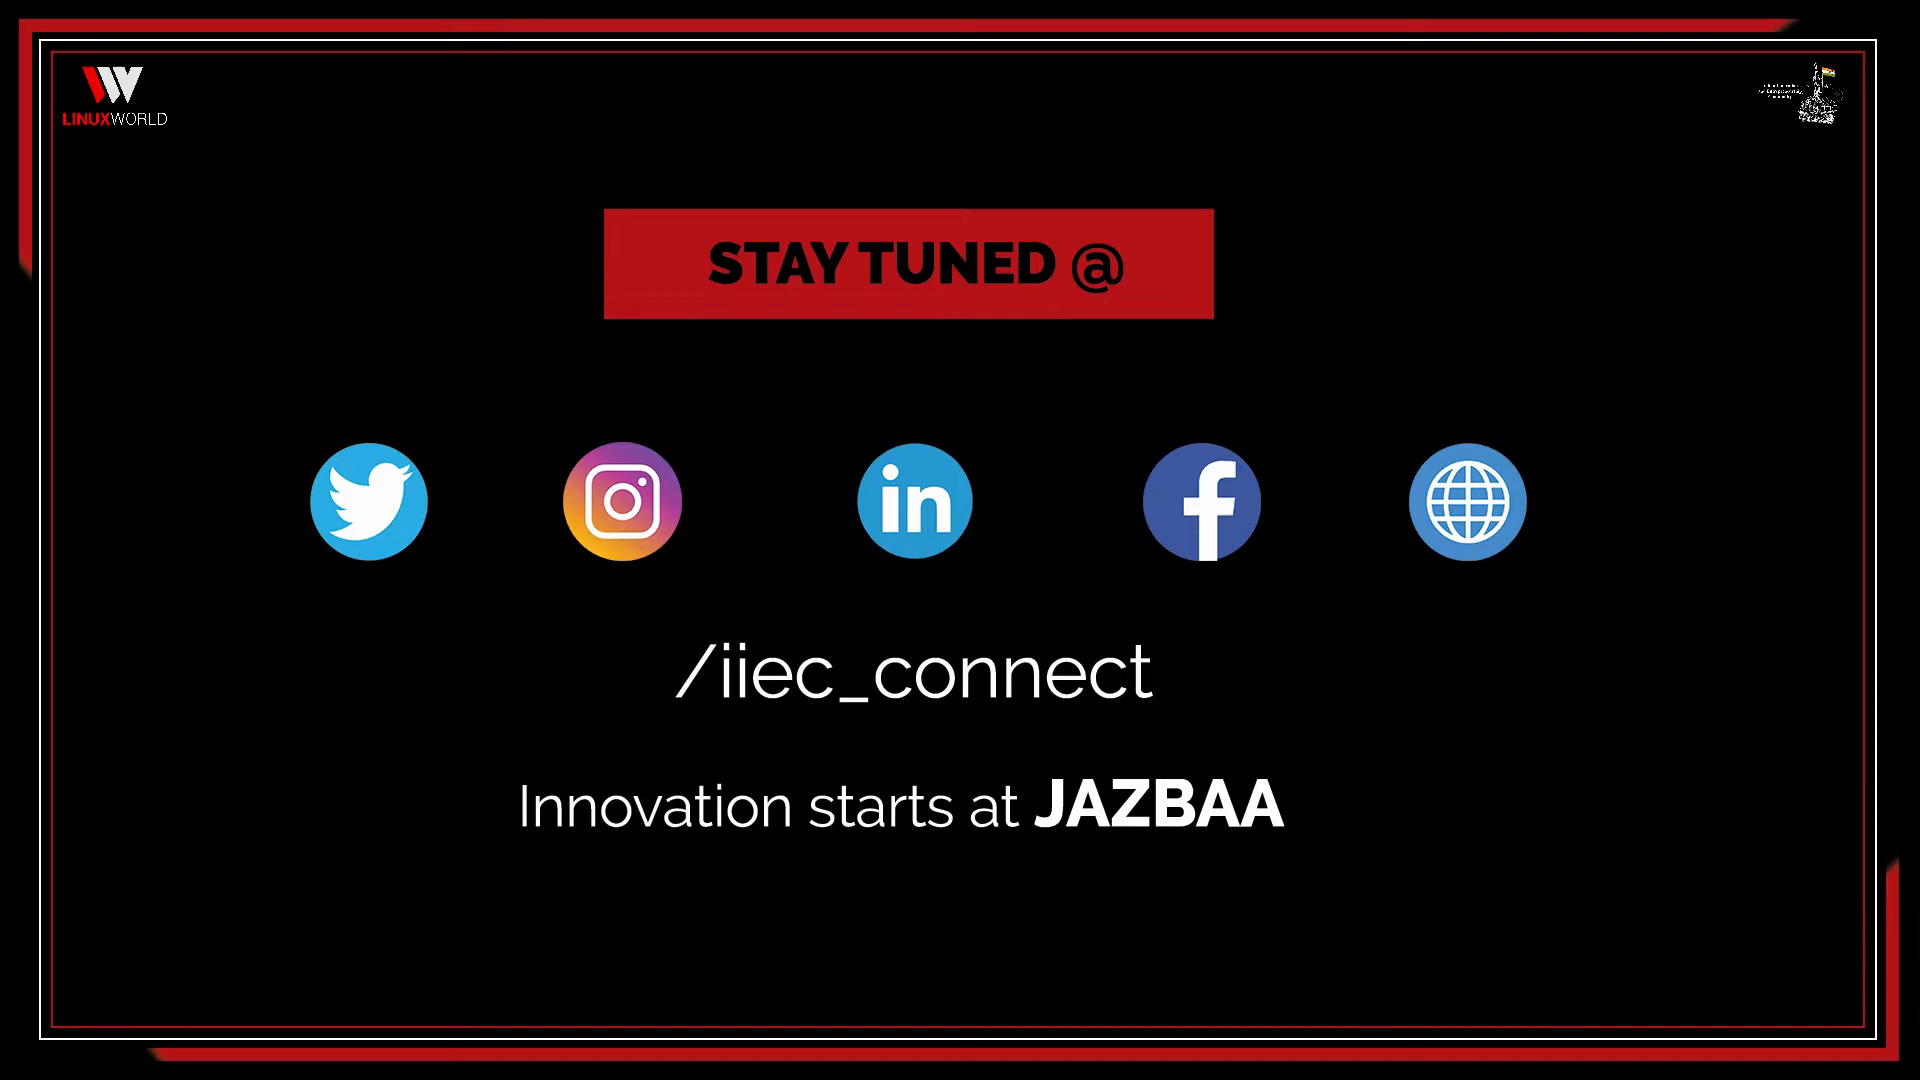 LINUXWORLD
STAY TUNED @
/iiec_connect
Innovation starts at JAZBAA